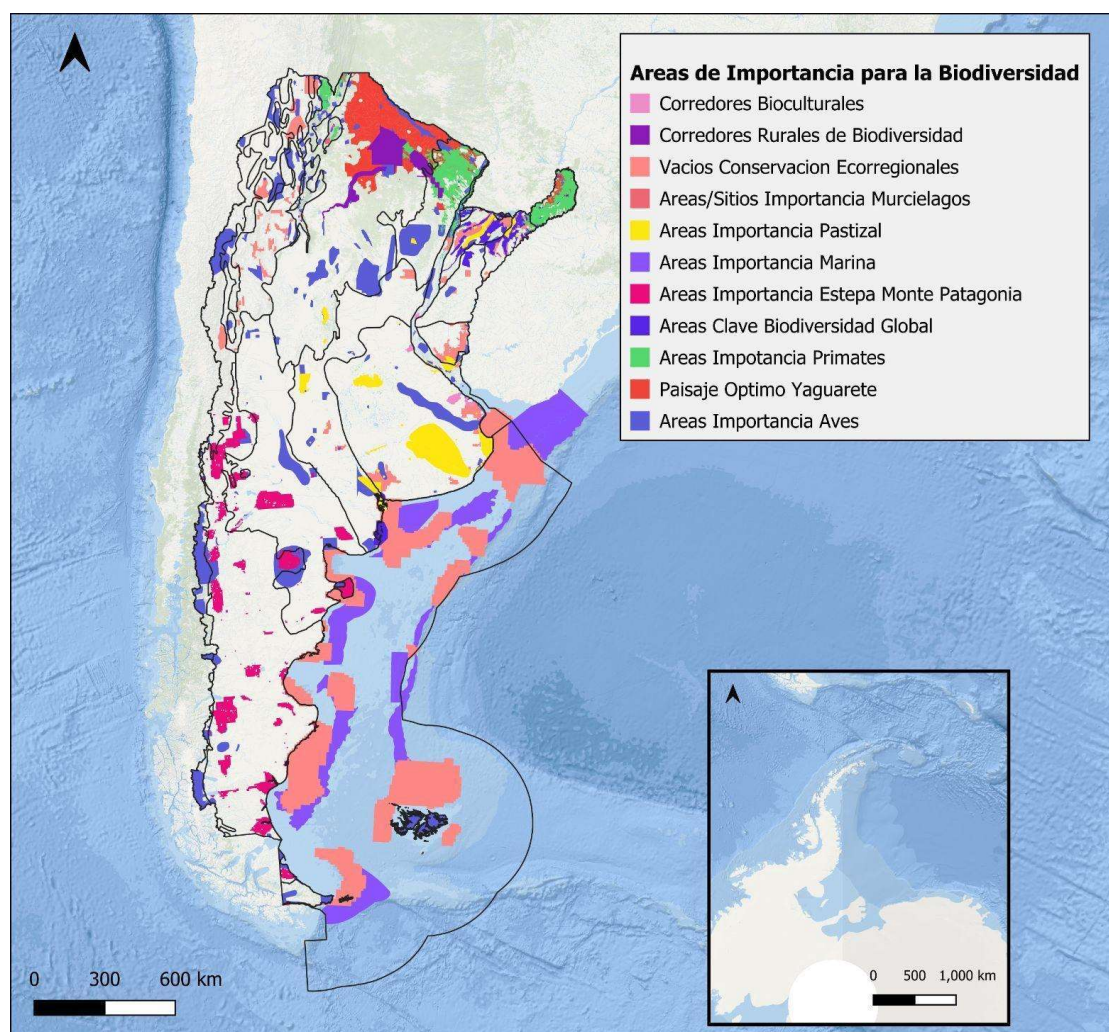 Areas de Importancia para la Biodiversidad
Corredores Bioculturales
Corredores Rurales de Biodiversidad
Vacios Conservacion Ecorregionales
Areas/Sitios Importancia Murcielagos
Areas Importancia Pastizal
Areas Importancia Marina
Areas Importancia Estepa Monte Patagonia
Areas Clave Biodiversidad Global
Areas Impotancia Primates
Paisaje Optimo Yaguarete
Areas Importancia Aves
0 300 600 km
0 500 1,000 km